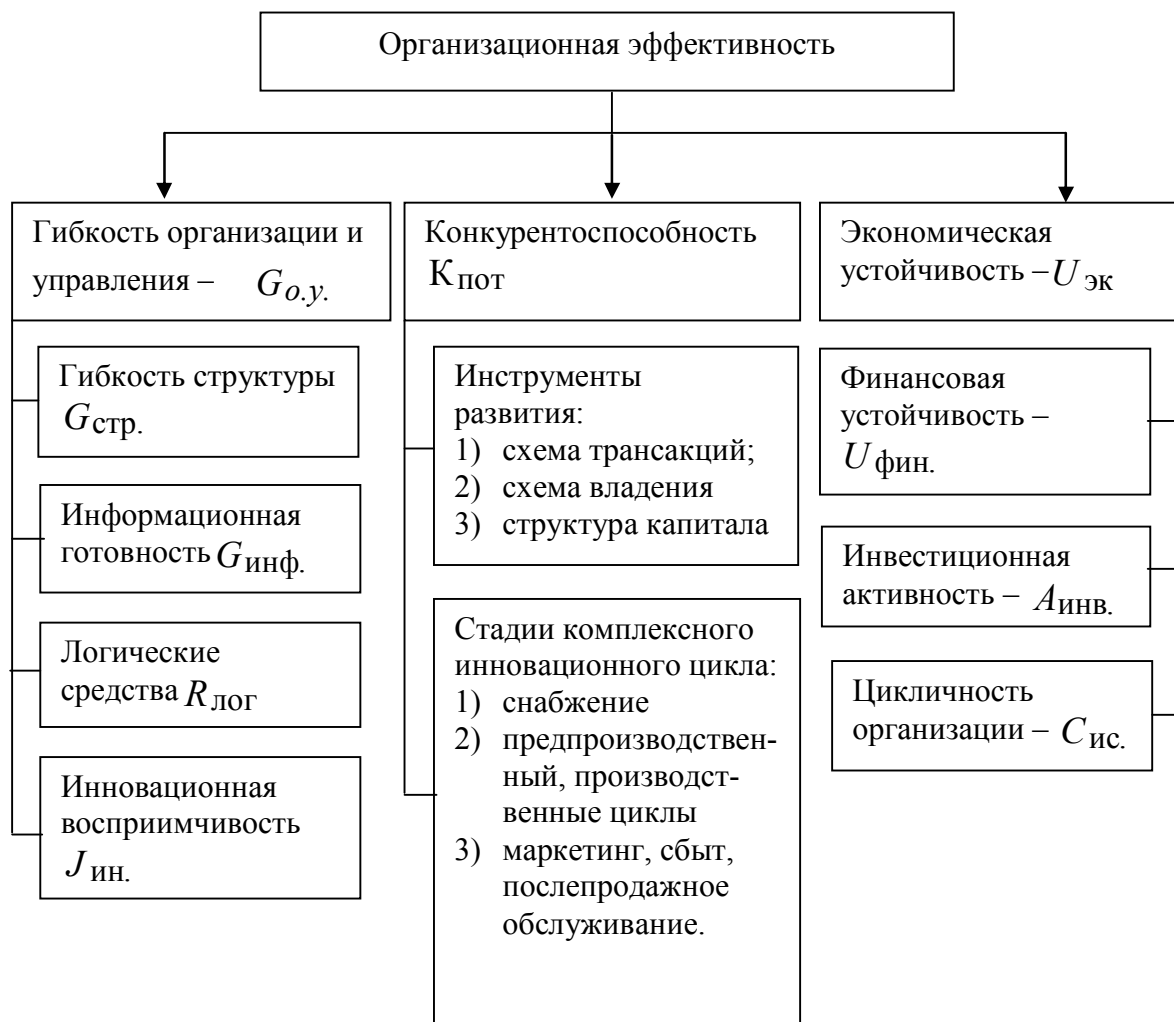 Организационная эффективность
Гибкость организации и
управления – Gо.у.
Гибкость структуры
Gстр.
Информационная
готовность Gинф.
Логические
средства Rлог
Инновационная
восприимчивость
Jин.
Конкурентоспособность
Kпот
Инструменты
развития:
1) схема трансакций;
2) схема владения
3) структура капитала
Стадии комплексного
инновационного цикла:
1) снабжение
2) предпроизводствен-
ный, производст-
венные циклы
3) маркетинг, сбыт,
послепродажное
обслуживание.
Экономическая
устойчивость –Uэк
Финансовая
устойчивость –
Uфин.
Инвестиционная
активность – Aинв.
Цикличность
организации – Cис.